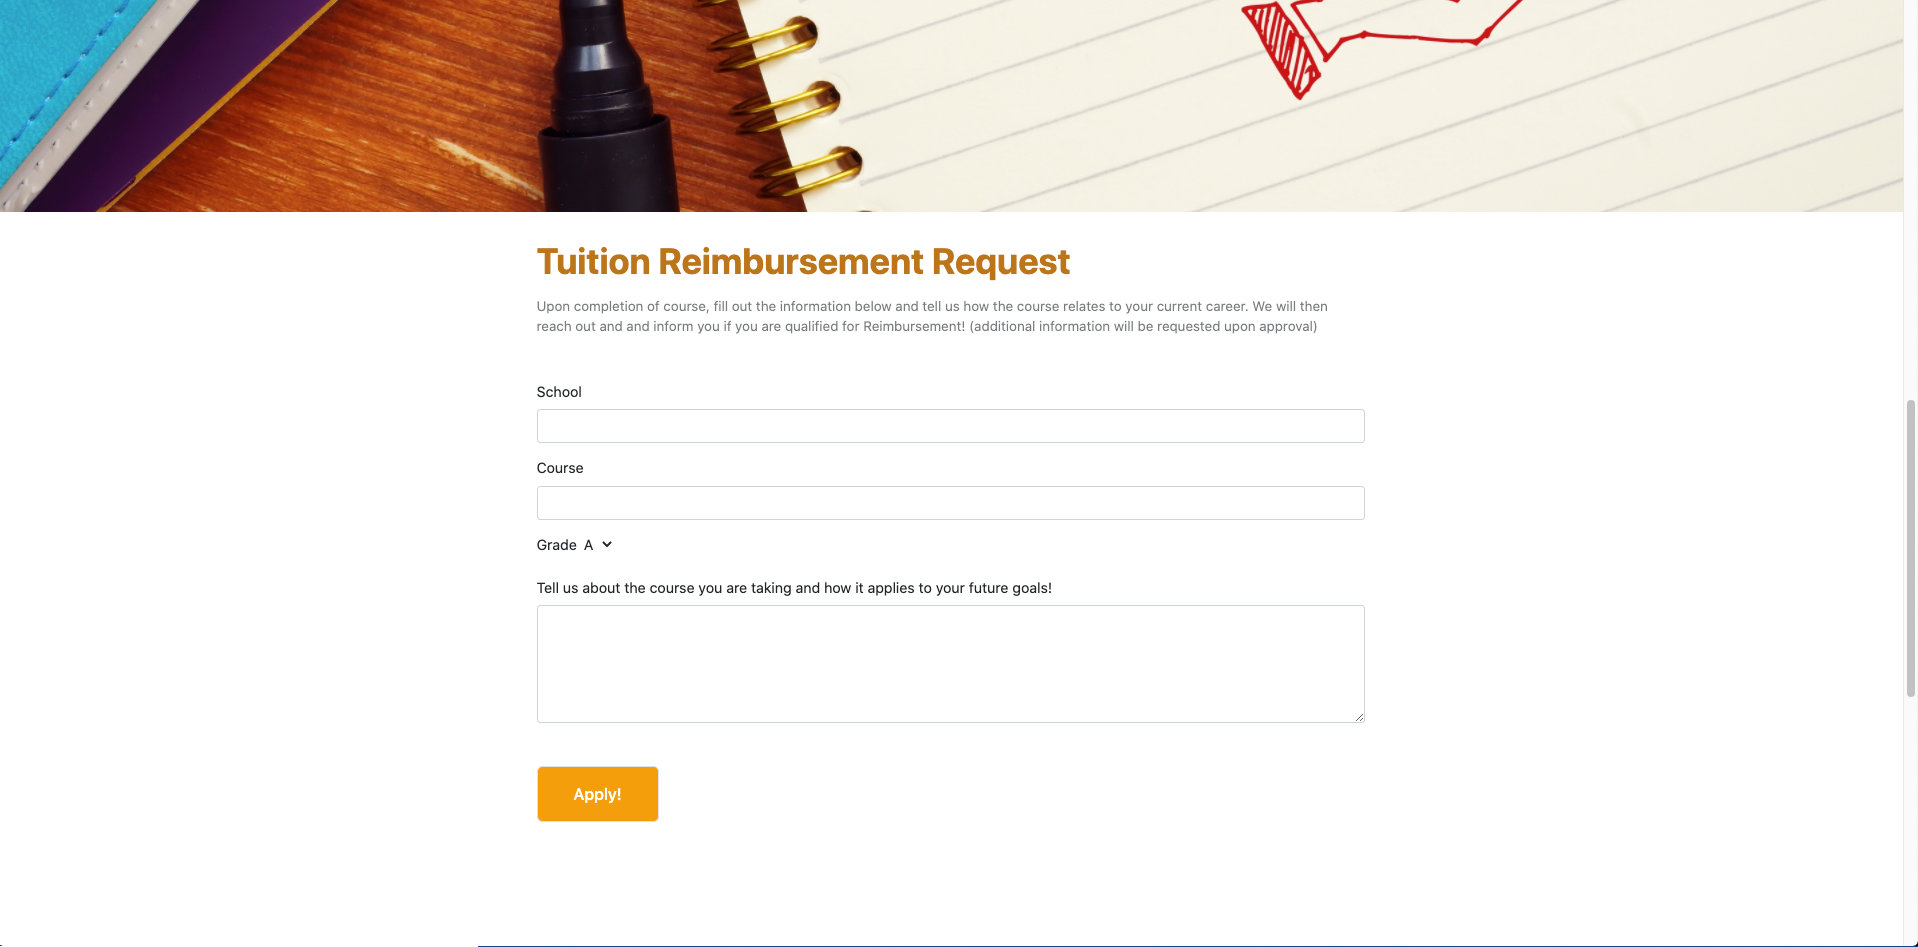 Tuition Reimbursement Request
Upon completion of course, fill out the information below and tell us how the course relates to your current career. We will then
reach out and and inform you if you are qualified for Reimbursement! (additional information will be requested upon approval)
School
Course
Grade A
Tell us about the course you are taking and how it applies to your future goals!
Apply!